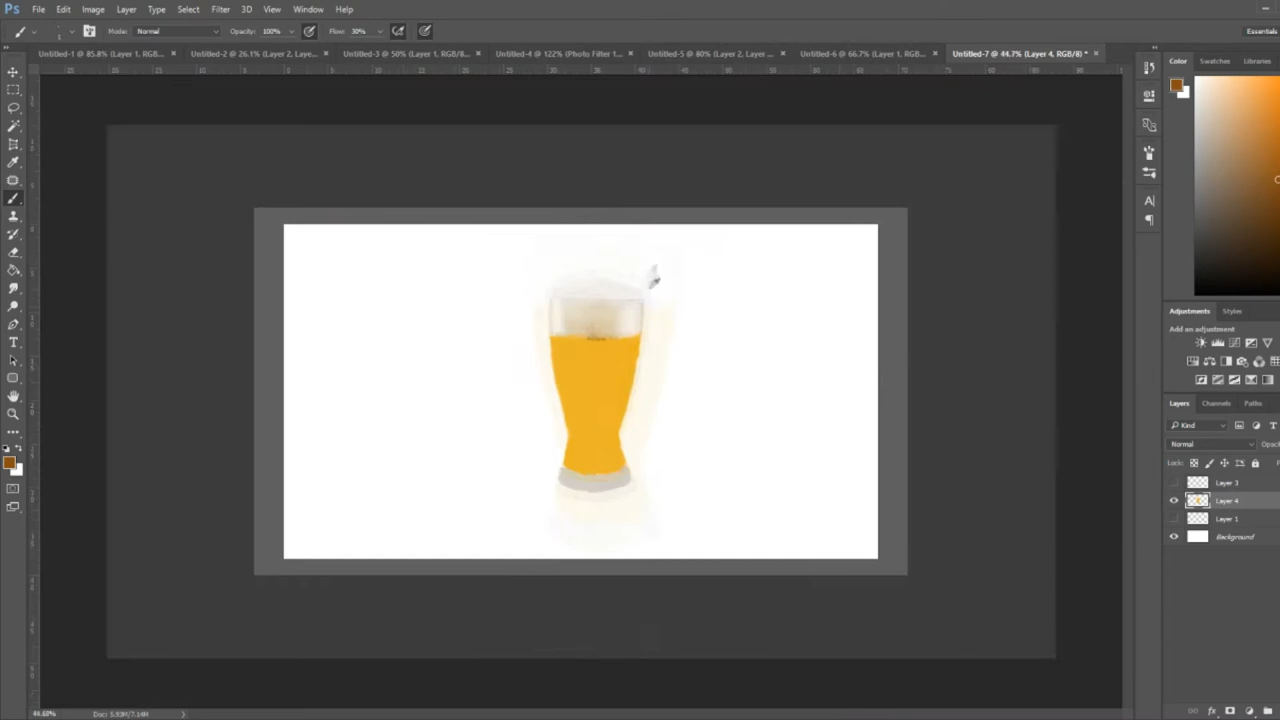 Ps File Edit Image Layer Type Select Filter 3D View Window Help
Mode: Normal Opacity: 100% Flow: 30% Essentials
Untitled-1 @ 85.8% (Layer 1, RGB... × Untitled-2 @ 26.1% (Layer 2, Laye... × Untitled-3 @ 50% (Layer 1, RGB/8... × Untitled-4 @ 122% (Photo Filter 1... × Untitled-5 @ 80% (Layer 2, Layer ... × Untitled-6 @ 66.7% (Layer 1, RGB... × Untitled-7 @ 44.7% (Layer 4, RGB/8) * ×
Color Swatches Libraries
Adjustments Styles
Add an adjustment
Layers Channels Paths
Kind
Normal Opac
Lock:
Layer 3
Layer 4
Layer 1
Background
44.68% Doc: 5.93M/7.14M